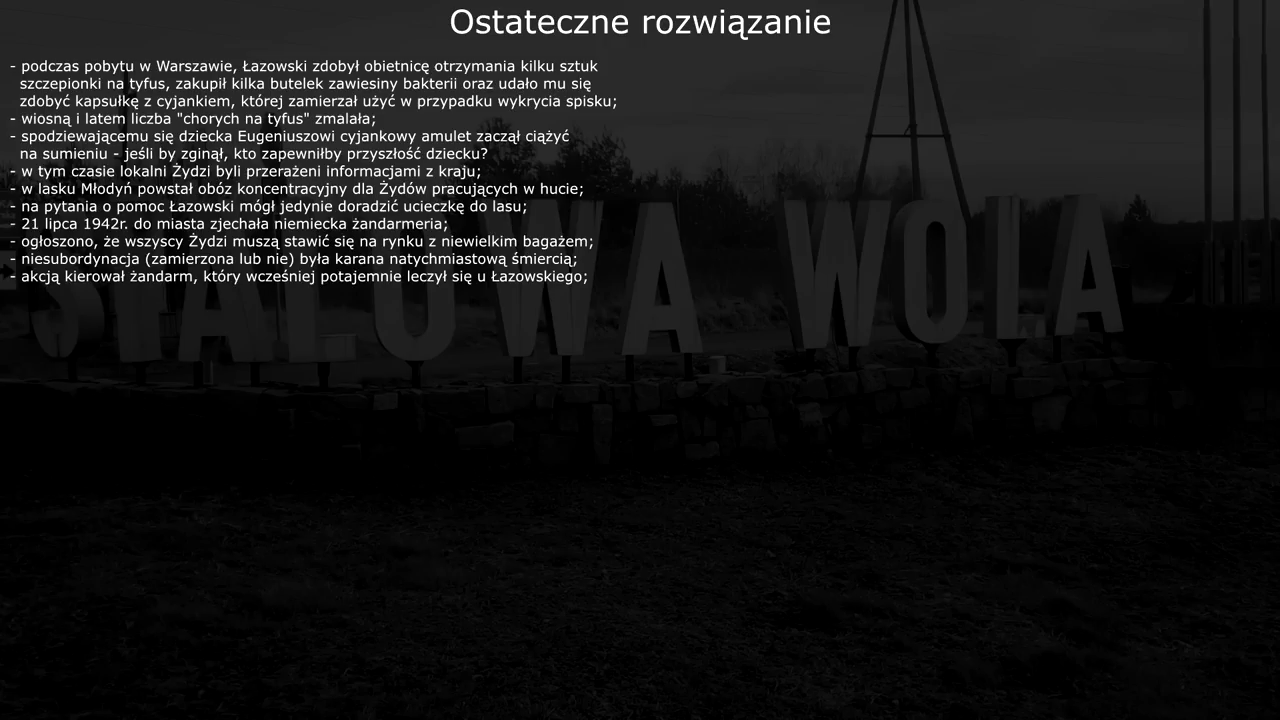 Ostateczne rozwiązanie
- podczas pobytu w Warszawie, Łazowski zdobył obietnicę otrzymania kilku sztuk
szczepionki na tyfus, zakupił kilka butelek zawiesiny bakterii oraz udało mu się
zdobyć kapsułkę z cyjankiem, której zamierzał użyć w przypadku wykrycia spisku;
- wiosną i latem liczba "chorych na tyfus" zmalała;
- spodziewającemu się dziecka Eugeniuszowi cyjankowy amulet zaczął ciążyć
na sumieniu - jeśli by zginął, kto zapewniłby przyszłość dziecku?
- w tym czasie lokalni Żydzi byli przerażeni informacjami z kraju;
- w lasku Młodyń powstał obóz koncentracyjny dla Żydów pracujących w hucie;
- na pytania o pomoc Łazowski mógł jedynie doradzić ucieczkę do lasu;
- 21 lipca 1942r. do miasta zjechała niemiecka żandarmeria;
- ogłoszono, że wszyscy Żydzi muszą stawić się na rynku z niewielkim bagażem;
- niesubordynacja (zamierzona lub nie) była karana natychmiastową śmiercią;
- akcją kierował żandarm, który wcześniej potajemnie leczył się u Łazowskiego;
STALOWA WOLA